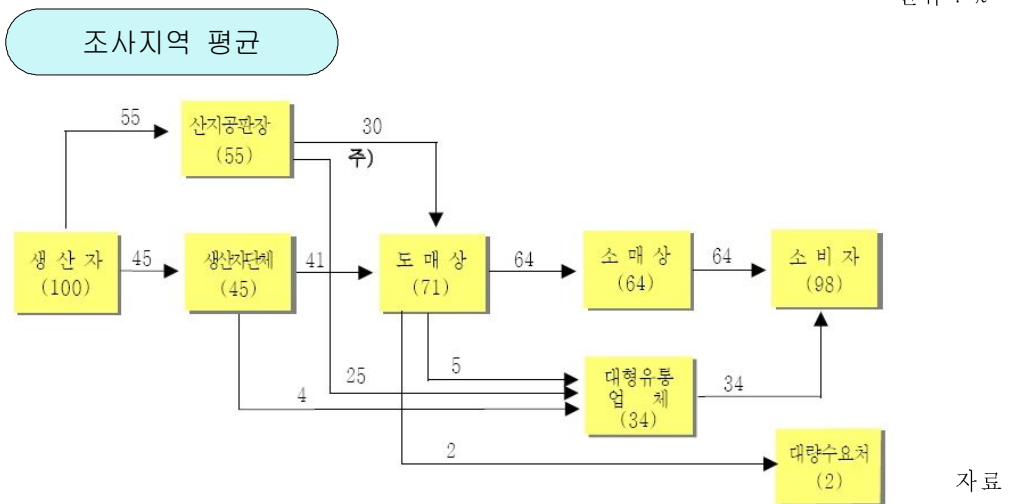 단위 : %
조사지역 평균
55
산지공판장
(55)
30
주)
생 산 자
(100)
45
생산자단체
(45)
41
도 매 상
(71)
64
소 매 상
(64)
64
소 비 자
(98)
4
25
5
대형유통
업 체
(34)
34
2
대량수요처
(2)
자료